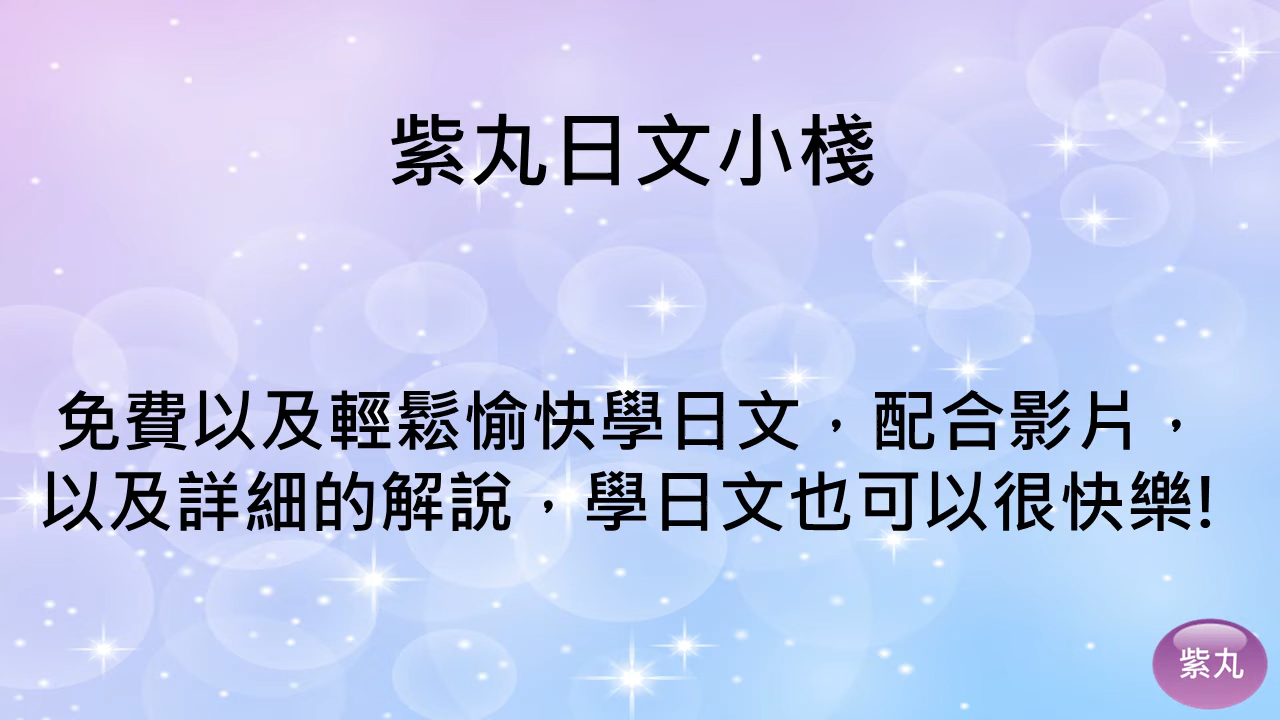 紫丸日文小棧
免費以及輕鬆愉快學日文，配合影片，
以及詳細的解說，學日文也可以很快樂!
紫丸